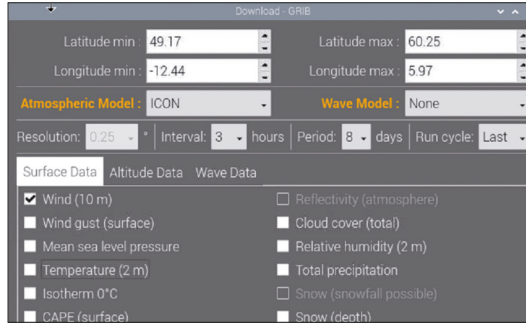 Download - GRIB
Latitude min : 49.17 Latitude max : 60.25
Longitude min : -12.44 Longitude max : 5.97
Atmospheric Model : ICON Wave Model : None
Resolution: 0.25 ° Interval: 3 hours Period: 8 days Run cycle: Last
Surface Data Altitude Data Wave Data
Wind (10 m) Reflectivity (atmosphere)
Wind gust (surface) Cloud cover (total)
Mean sea level pressure Relative humidity (2 m)
Temperature (2 m) Total precipitation
Isotherm 0°C Snow (snowfall possible)
CAPE (surface) Snow (depth)